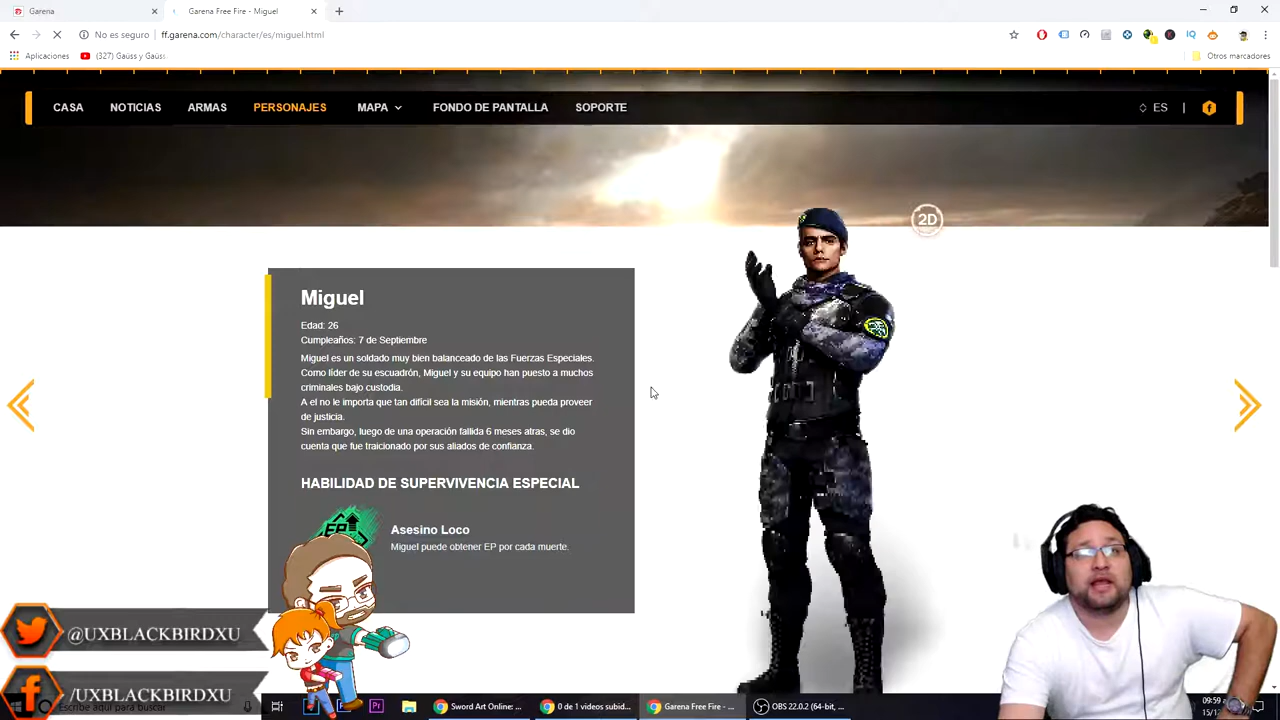 Garena
Garena Free Fire - Miguel
No es seguro
ff.garena.com/character/es/miguel.html
Aplicaciones
(327) Gaüss y Gaüss
Otros marcadores
CASA
NOTICIAS
ARMAS
PERSONAJES
MAPA
FONDO DE PANTALLA
SOPORTE
ES
2D
Miguel
Edad: 26
Cumpleaños: 7 de Septiembre
Miguel es un soldado muy bien balanceado de las Fuerzas Especiales.
Como líder de su escuadrón, Miguel y su equipo han puesto a muchos
criminales bajo custodia.
A el no le importa que tan difícil sea la misión, mientras pueda proveer
de justicia.
Sin embargo, luego de una operación fallida 6 meses atras, se dio
cuenta que fue traicionado por sus aliados de confianza.
HABILIDAD DE SUPERVIVENCIA ESPECIAL
EP
Asesino Loco
Miguel puede obtener EP por cada muerte.
@UXBLACKBIRDXU
/UXBLACKBIRDXU
Escribe aquí para buscar
Pr
Sword Art Online: ...
0 de 1 videos subid...
Garena Free Fire - ...
OBS 22.0.2 (64-bit, ...
09:59